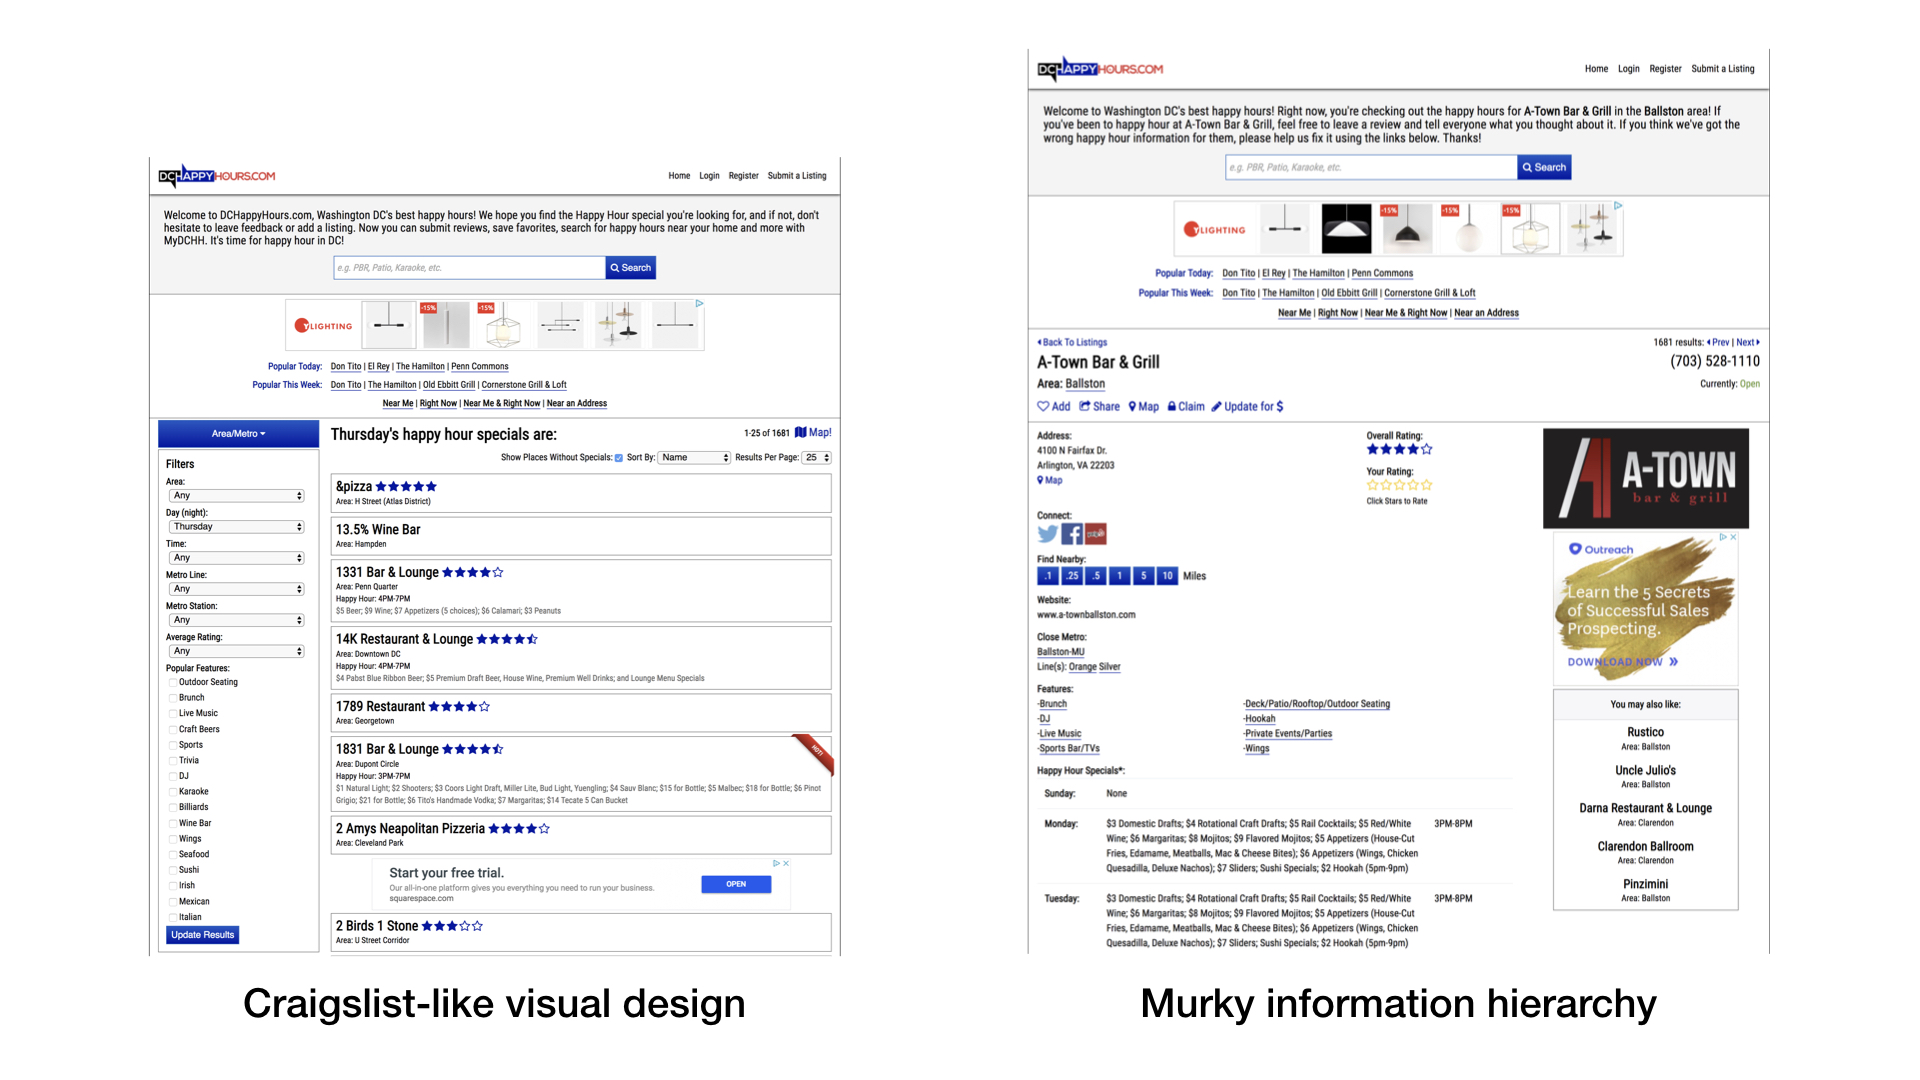 DCHAPPYHOURS.COM
Home Login Register Submit a Listing
Welcome to DCHappyHours.com, Washington DC's best happy hours! We hope you find the Happy Hour special you're looking for, and if not, don't
hesitate to leave feedback or add a listing. Now you can submit reviews, save favorites, search for happy hours near your home and more with
MyDCHH. It's time for happy hour in DC!
e.g. PBR, Patio, Karaoke, etc. Search
YLIGHTING -15% -15%
Popular Today: Don Tito | El Rey | The Hamilton | Penn Commons
Popular This Week: Don Tito | The Hamilton | Old Ebbitt Grill | Cornerstone Grill & Loft
Near Me | Right Now | Near Me & Right Now | Near an Address
Area/Metro
Filters
Area:
Any
Day (night):
Thursday
Time:
Any
Metro Line:
Any
Metro Station:
Any
Average Rating:
Any
Popular Features:
Outdoor Seating
Brunch
Live Music
Craft Beers
Sports
Trivia
DJ
Karaoke
Billiards
Wine Bar
Wings
Seafood
Sushi
Irish
Mexican
Italian
Update Results
Thursday's happy hour specials are: 1-25 of 1681 Map!
Show Places Without Specials: Sort By: Name Results Per Page: 25
&pizza
Area: H Street (Atlas District)
13.5% Wine Bar
Area: Hampden
1331 Bar & Lounge
Area: Penn Quarter
Happy Hour: 4PM-7PM
$5 Beer; $9 Wine; $7 Appetizers (5 choices); $6 Calamari; $3 Peanuts
14K Restaurant & Lounge
Area: Downtown DC
Happy Hour: 4PM-7PM
$4 Pabst Blue Ribbon Beer; $5 Premium Draft Beer, House Wine, Premium Well Drinks; and Lounge Menu Specials
1789 Restaurant
Area: Georgetown
1831 Bar & Lounge
HOT!
Area: Dupont Circle
Happy Hour: 3PM-7PM
$1 Natural Light; $2 Shooters; $3 Coors Light Draft, Miller Lite, Bud Light, Yuengling; $4 Sauv Blanc; $15 for Bottle; $5 Malbec; $18 for Bottle; $6 Pinot
Grigio; $21 for Bottle; $6 Tito's Handmade Vodka; $7 Margaritas; $14 Tecate 5 Can Bucket
2 Amys Neapolitan Pizzeria
Area: Cleveland Park
Start your free trial.
Our all-in-one platform gives you everything you need to run your business.
squarespace.com
OPEN
2 Birds 1 Stone
Area: U Street Corridor
Craigslist-like visual design
DCHAPPYHOURS.COM
Home Login Register Submit a Listing
Welcome to Washington DC's best happy hours! Right now, you're checking out the happy hours for A-Town Bar & Grill in the Ballston area! If
you've been to happy hour at A-Town Bar & Grill, feel free to leave a review and tell everyone what you thought about it. If you think we've got the
wrong happy hour information for them, please help us fix it using the links below. Thanks!
e.g. PBR, Patio, Karaoke, etc. Search
YLIGHTING -15% -15% -15%
Popular Today: Don Tito | El Rey | The Hamilton | Penn Commons
Popular This Week: Don Tito | The Hamilton | Old Ebbitt Grill | Cornerstone Grill & Loft
Near Me | Right Now | Near Me & Right Now | Near an Address
Back To Listings 1681 results: Prev | Next
A-Town Bar & Grill (703) 528-1110
Area: Ballston Currently: Open
Add Share Map Claim Update for $
Address:
4100 N Fairfax Dr.
Arlington, VA 22203
Map
Overall Rating:
Your Rating:
Click Stars to Rate
Connect:
Find Nearby:
.1 .25 .5 1 5 10 Miles
Website:
www.a-townballston.com
Close Metro:
Ballston-MU
Line(s): Orange Silver
Features:
-Brunch -Deck/Patio/Rooftop/Outdoor Seating
-DJ -Hookah
-Live Music -Private Events/Parties
-Sports Bar/TVs -Wings
Happy Hour Specials*:
Sunday: None
Monday: $3 Domestic Drafts; $4 Rotational Craft Drafts; $5 Rail Cocktails; $5 Red/White 3PM-8PM
Wine; $6 Margaritas; $8 Mojitos; $9 Flavored Mojitos; $5 Appetizers (House-Cut
Fries, Edamame, Meatballs, Mac & Cheese Bites); $6 Appetizers (Wings, Chicken
Quesadilla, Deluxe Nachos); $7 Sliders; Sushi Specials; $2 Hookah (5pm-9pm)
Tuesday: $3 Domestic Drafts; $4 Rotational Craft Drafts; $5 Rail Cocktails; $5 Red/White 3PM-8PM
Wine; $6 Margaritas; $8 Mojitos; $9 Flavored Mojitos; $5 Appetizers (House-Cut
Fries, Edamame, Meatballs, Mac & Cheese Bites); $6 Appetizers (Wings, Chicken
Quesadilla, Deluxe Nachos); $7 Sliders; Sushi Specials; $2 Hookah (5pm-9pm)
A-TOWN
bar & grill
Outreach
Learn the 5 Secrets
of Successful Sales
Prospecting.
DOWNLOAD NOW
You may also like:
Rustico
Area: Ballston
Uncle Julio's
Area: Ballston
Darna Restaurant & Lounge
Area: Clarendon
Clarendon Ballroom
Area: Clarendon
Pinzimini
Area: Ballston
Murky information hierarchy